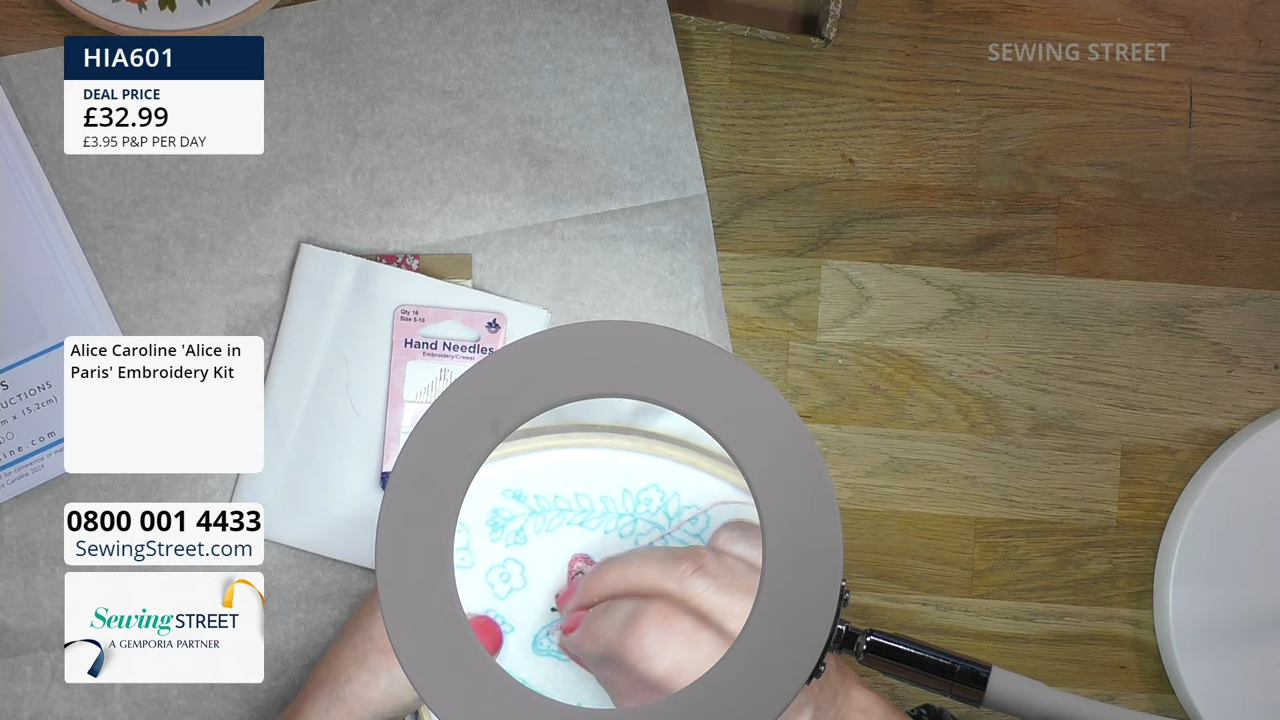 HIA601
DEAL PRICE
£32.99
£3.95 P&P PER DAY
SEWING STREET
Qty 16
Size 5-10
Hand Needles
Embroidery/Crewel
Alice Caroline 'Alice in
Paris' Embroidery Kit
UCTIONS
m x 15.2cm)
ine.com
Caroline 2024
0800 001 4433
SewingStreet.com
Sewing STREET
A GEMPORIA PARTNER